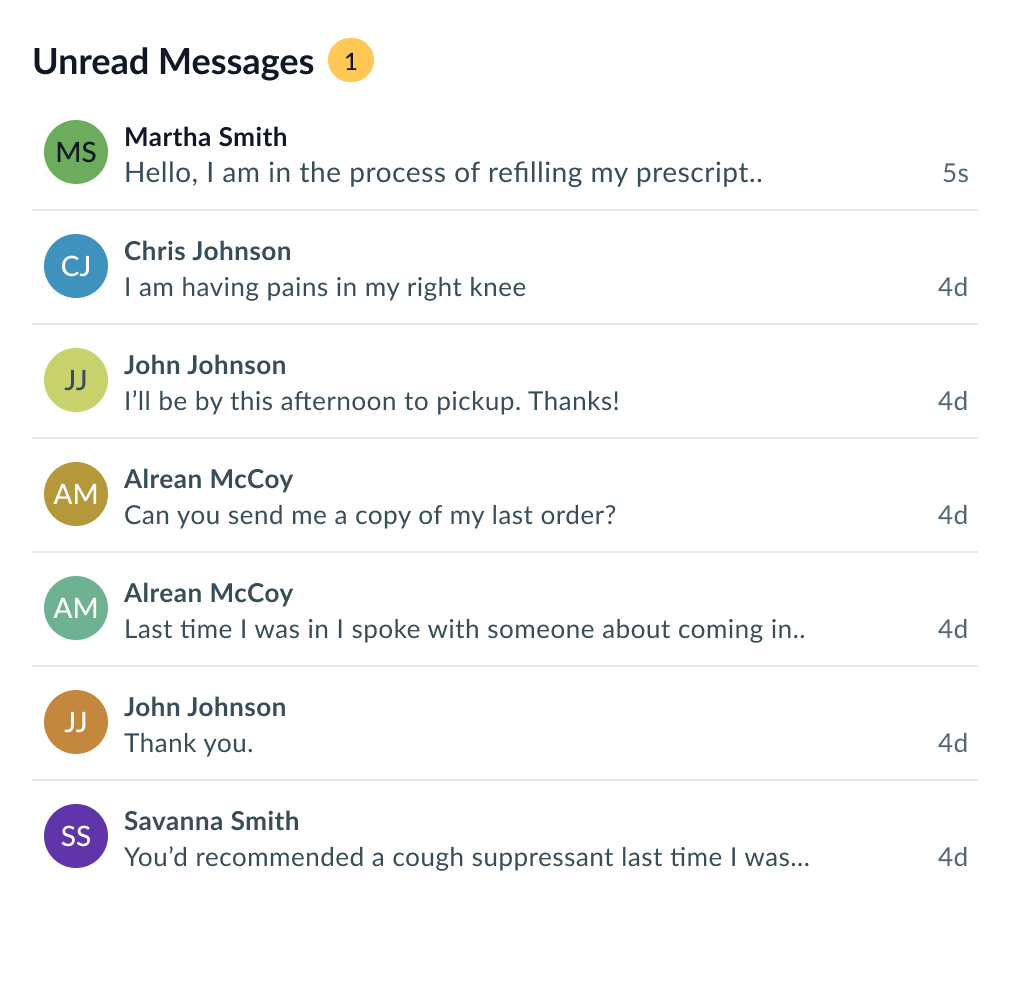 Unread Messages 1
MS
Martha Smith
Hello, I am in the process of refilling my prescript.. 5s
CJ
Chris Johnson
I am having pains in my right knee 4d
JJ
John Johnson
I’ll be by this afternoon to pickup. Thanks! 4d
AM
Alrean McCoy
Can you send me a copy of my last order? 4d
AM
Alrean McCoy
Last time I was in I spoke with someone about coming in.. 4d
JJ
John Johnson
Thank you. 4d
SS
Savanna Smith
You’d recommended a cough suppressant last time I was... 4d